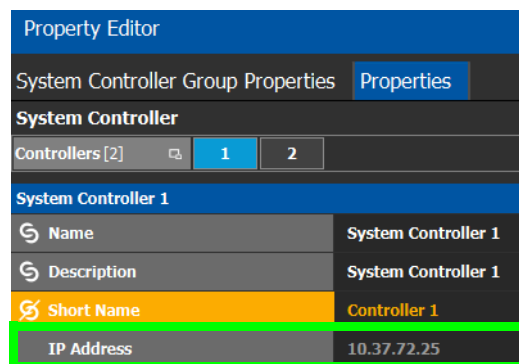 Property Editor
System Controller Group Properties Properties
System Controller
Controllers [2] 1 2
System Controller 1
Name System Controller 1
Description System Controller 1
Short Name Controller 1
IP Address 10.37.72.25